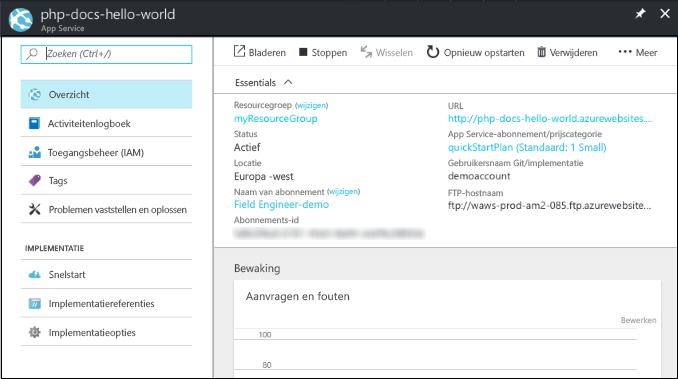 php-docs-hello-world
App Service
Zoeken (Ctrl+/)
Overzicht
Activiteitenlogboek
Toegangsbeheer (IAM)
Tags
Problemen vaststellen en oplossen
IMPLEMENTATIE
Snelstart
Implementatiereferenties
Implementatieopties
Bladeren Stoppen Wisselen Opnieuw opstarten Verwijderen ··· Meer
Essentials
Resourcegroep (wijzigen)
myResourceGroup
Status
Actief
Locatie
Europa -west
Naam van abonnement (wijzigen)
Field Engineer-demo
Abonnements-id
URL
http://php-docs-hello-world.azurewebsites....
App Service-abonnement/prijscategorie
quickStartPlan (Standaard: 1 Small)
Gebruikersnaam Git/implementatie
demoaccount
FTP-hostnaam
ftp://waws-prod-am2-085.ftp.azurewebsite...
Bewaking
Aanvragen en fouten
Bewerken
100
80